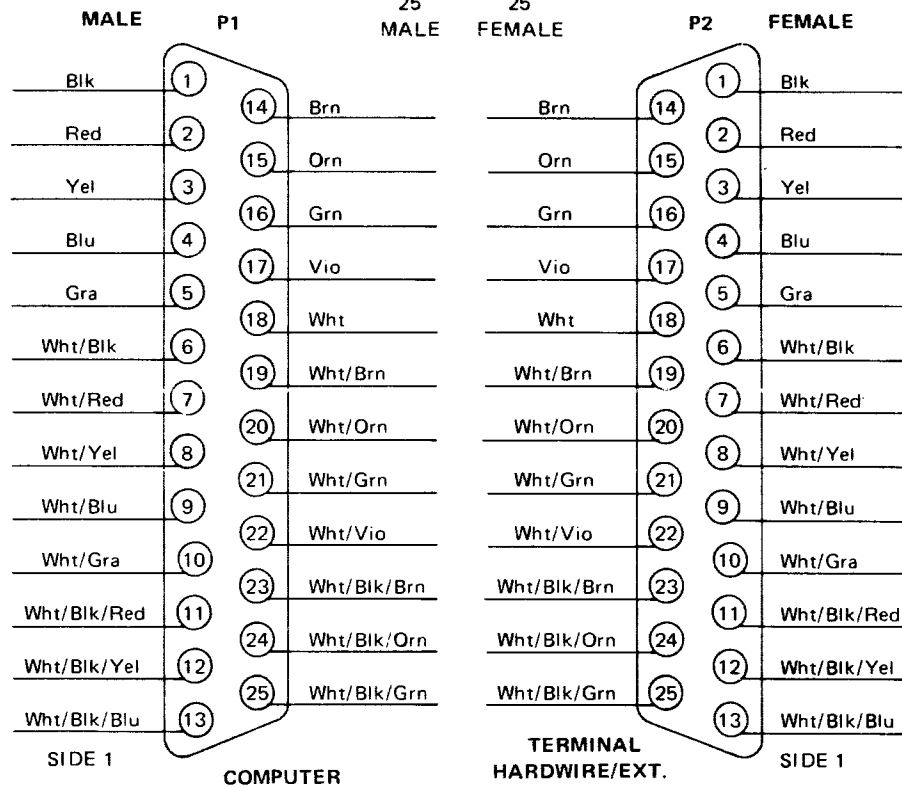 25 25
MALE P1 MALE FEMALE P2 FEMALE
Blk 1 1 Blk
14 Brn Brn 14
Red 2 2 Red
15 Orn Orn 15
Yel 3 3 Yel
16 Grn Grn 16
Blu 4 4 Blu
17 Vio Vio 17
Gra 5 5 Gra
18 Wht Wht 18
Wht/Blk 6 6 Wht/Blk
19 Wht/Brn Wht/Brn 19
Wht/Red 7 7 Wht/Red
20 Wht/Orn Wht/Orn 20
Wht/Yel 8 8 Wht/Yel
21 Wht/Grn Wht/Grn 21
Wht/Blu 9 9 Wht/Blu
22 Wht/Vio Wht/Vio 22
Wht/Gra 10 10 Wht/Gra
23 Wht/Blk/Brn Wht/Blk/Brn 23
Wht/Blk/Red 11 11 Wht/Blk/Red
24 Wht/Blk/Orn Wht/Blk/Orn 24
Wht/Blk/Yel 12 12 Wht/Blk/Yel
25 Wht/Blk/Grn Wht/Blk/Grn 25
Wht/Blk/Blu 13 13 Wht/Blk/Blu
SIDE 1 TERMINAL SIDE 1
COMPUTER HARDWIRE/EXT.